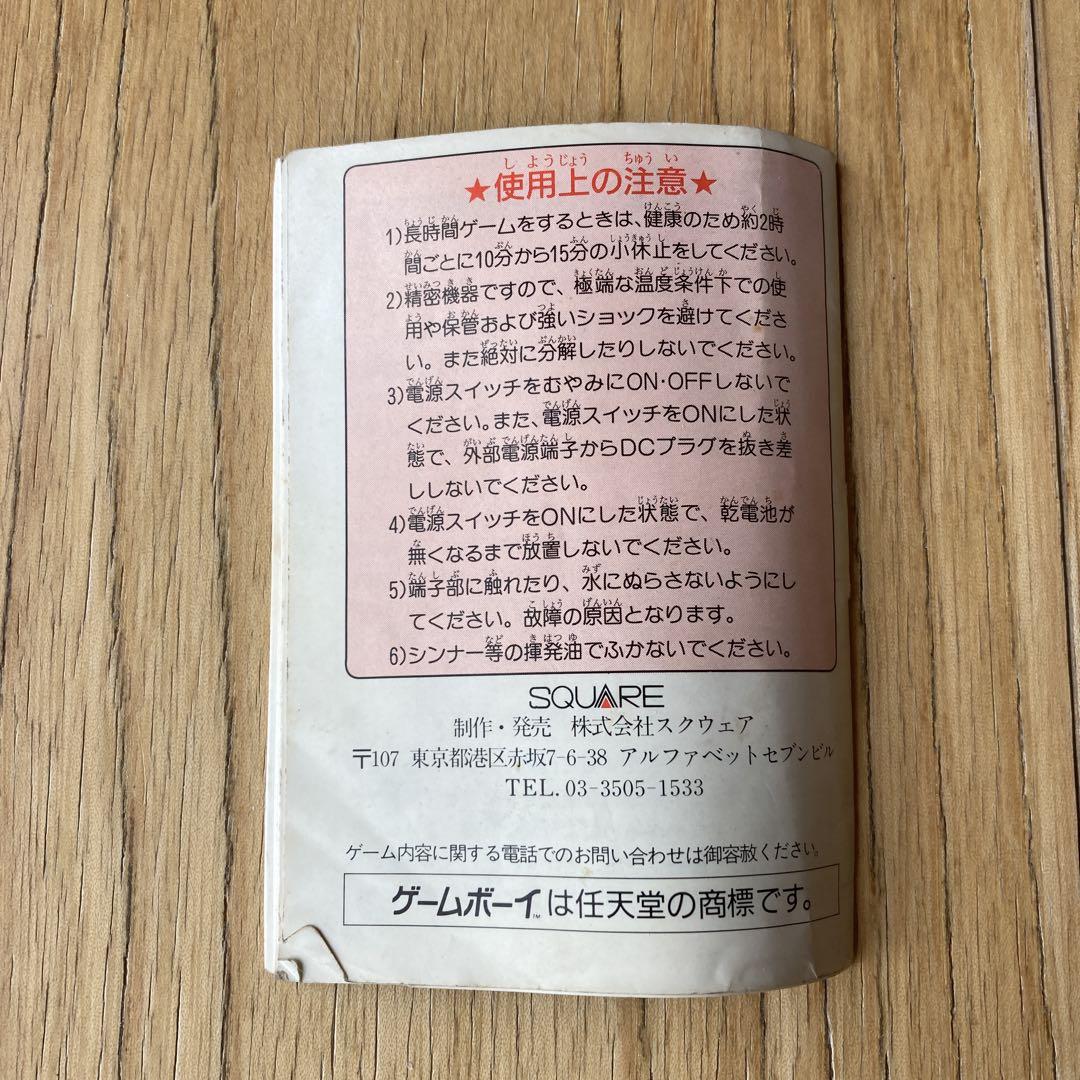 ★使用上の注意★
1)長時間ゲームをするときは、健康のため約2時
間ごとに10分から15分の小休止をしてください。
2)精密機器ですので、極端な温度条件下での使
用や保管および強いショックを避けてくださ
い。また絶対に分解したりしないでください。
3)電源スイッチをむやみにON・OFFしないで
ください。また、電源スイッチをONにした状
態で、外部電源端子からDCプラグを抜き差
ししないでください。
4)電源スイッチをONにした状態で、乾電池が
無くなるまで放置しないでください。
5)端子部に触れたり、水にぬらさないようにし
てください。故障の原因となります。
6)シンナー等の揮発油でふかないでください。
SQUARE
制作・発売 株式会社スクウェア
〒107 東京都港区赤坂7-6-38 アルファベットセブンビル
TEL. 03-3505-1533
ゲーム内容に関する電話でのお問い合わせは御容赦ください。
ゲームボーイ™は任天堂の商標です。